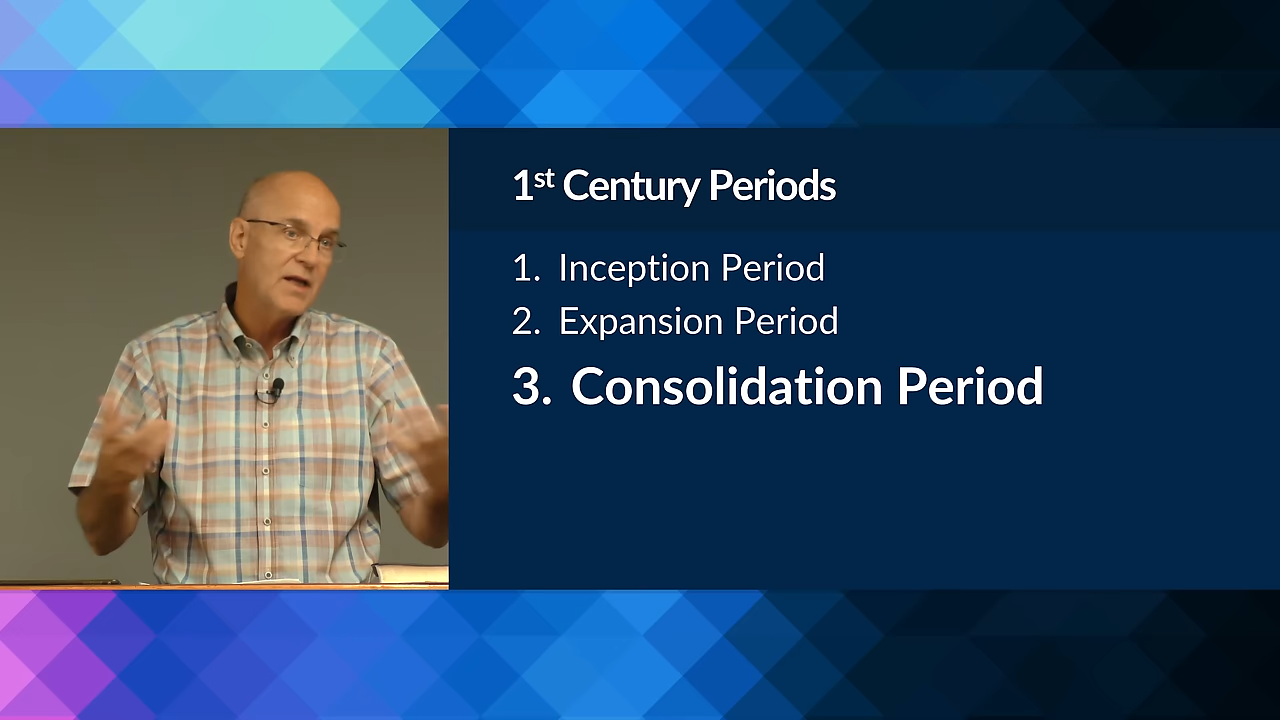 1st Century Periods
1. Inception Period
2. Expansion Period
3. Consolidation Period